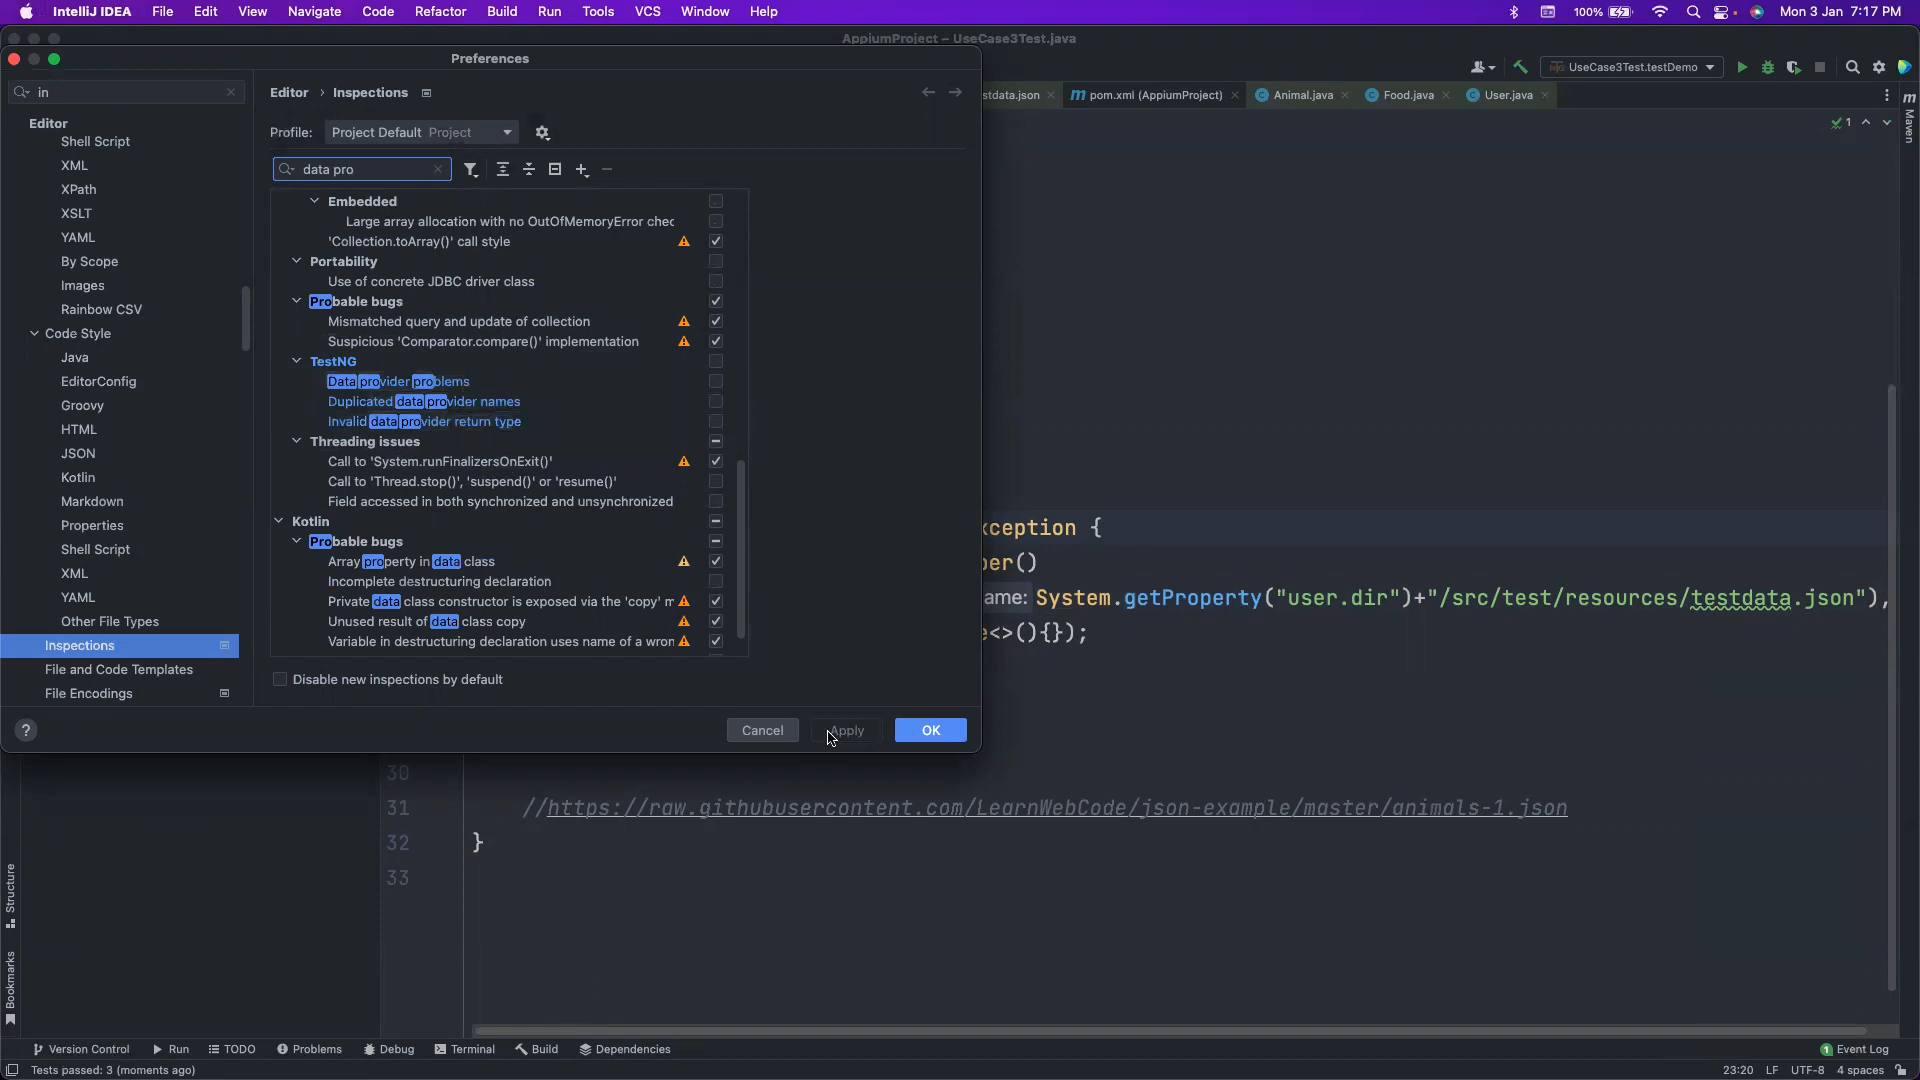 IntelliJ IDEA File Edit View Navigate Code Refactor Build Run Tools VCS Window Help 100% Mon 3 Jan 7:17 PM
AppiumProject – UseCase3Test.java
Preferences
UseCase3Test.testDemo
in
Editor › Inspections
stdata.json pom.xml (AppiumProject) Animal.java Food.java User.java
Maven
1
Profile: Project Default Project
data pro
Editor
Shell Script
XML
XPath
XSLT
YAML
By Scope
Images
Rainbow CSV
Code Style
Java
EditorConfig
Groovy
HTML
JSON
Kotlin
Markdown
Properties
Shell Script
XML
YAML
Other File Types
Inspections
File and Code Templates
File Encodings
Embedded
Large array allocation with no OutOfMemoryError chec
'Collection.toArray()' call style
Portability
Use of concrete JDBC driver class
Probable bugs
Mismatched query and update of collection
Suspicious 'Comparator.compare()' implementation
TestNG
Data provider problems
Duplicated data provider names
Invalid data provider return type
Threading issues
Call to 'System.runFinalizersOnExit()'
Call to 'Thread.stop()', 'suspend()' or 'resume()'
Field accessed in both synchronized and unsynchronized
Kotlin
Probable bugs
Array property in data class
Incomplete destructuring declaration
Private data class constructor is exposed via the 'copy' m
Unused result of data class copy
Variable in destructuring declaration uses name of a wron
Disable new inspections by default
? Cancel Apply OK
xception {
per()
ame: System.getProperty("user.dir")+"/src/test/resources/testdata.json"),
e<>(){});
30
31 //https://raw.githubusercontent.com/LearnWebCode/json-example/master/animals-1.json
32 }
33
Structure
Bookmarks
Version Control Run TODO Problems Debug Terminal Build Dependencies 1 Event Log
Tests passed: 3 (moments ago) 23:20 LF UTF-8 4 spaces